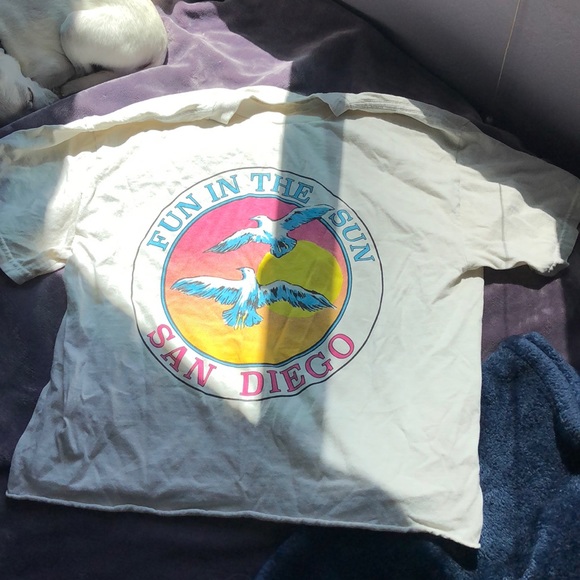 FUN IN THE SUN
SAN DIEGO